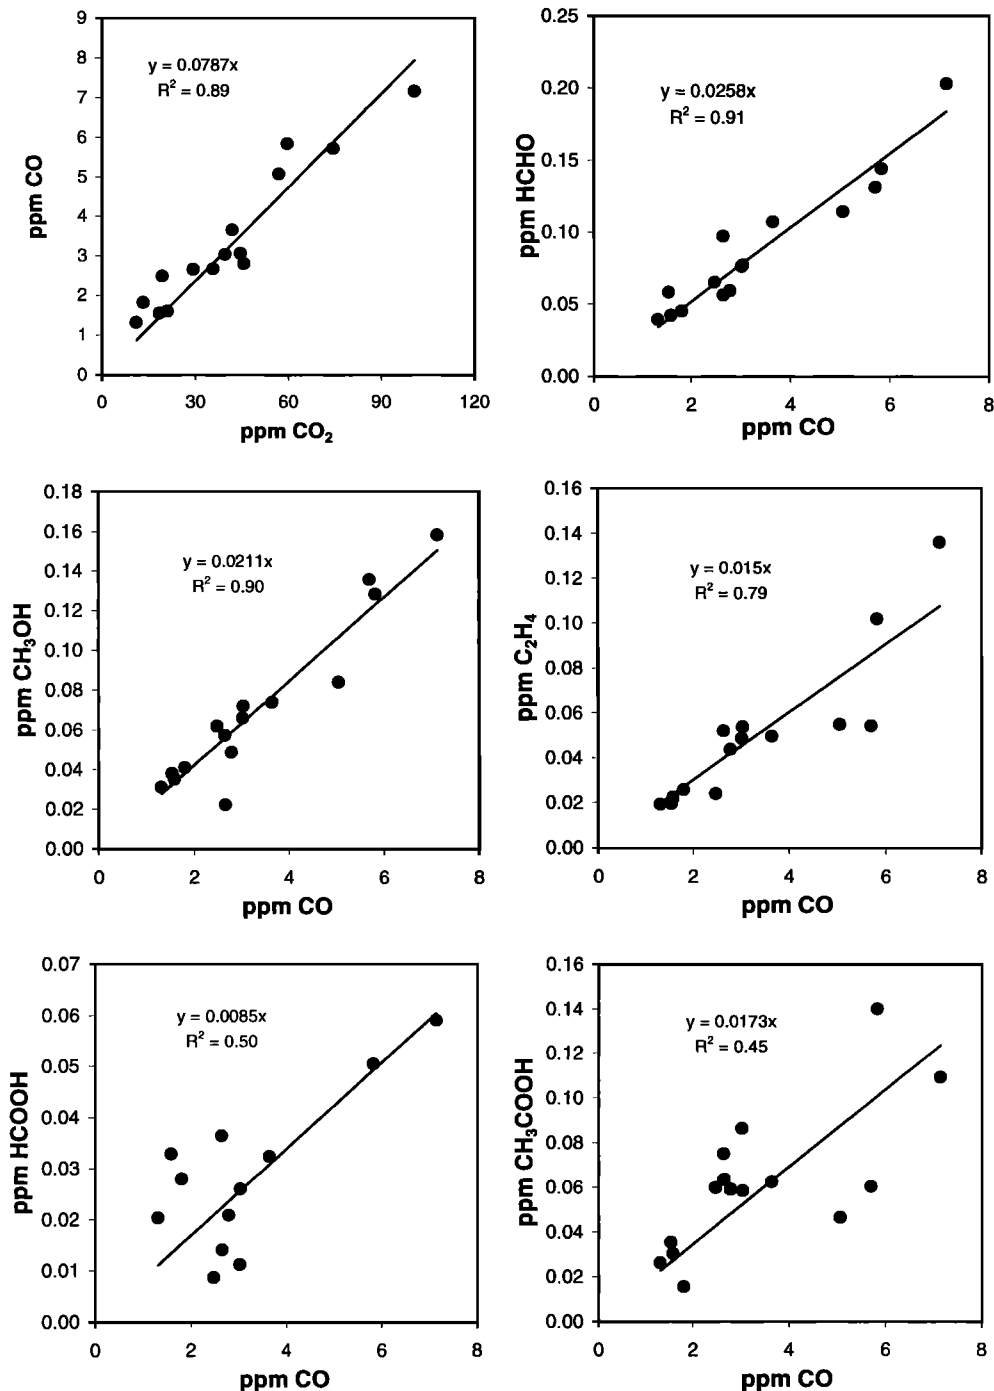 9
8
7
6
5
4
3
2
1
0
ppm CO
y = 0.0787x
R² = 0.89
0 30 60 90 120
ppm CO₂
0.25
0.20
0.15
0.10
0.05
0.00
ppm HCHO
y = 0.0258x
R² = 0.91
0 2 4 6 8
ppm CO
0.18
0.16
0.14
0.12
0.10
0.08
0.06
0.04
0.02
0.00
ppm CH₃OH
y = 0.0211x
R² = 0.90
0 2 4 6 8
ppm CO
0.16
0.14
0.12
0.10
0.08
0.06
0.04
0.02
0.00
ppm C₂H₄
y = 0.015x
R² = 0.79
0 2 4 6 8
ppm CO
0.07
0.06
0.05
0.04
0.03
0.02
0.01
0.00
ppm HCOOH
y = 0.0085x
R² = 0.50
0 2 4 6 8
ppm CO
0.16
0.14
0.12
0.10
0.08
0.06
0.04
0.02
0.00
ppm CH₃COOH
y = 0.0173x
R² = 0.45
0 2 4 6 8
ppm CO